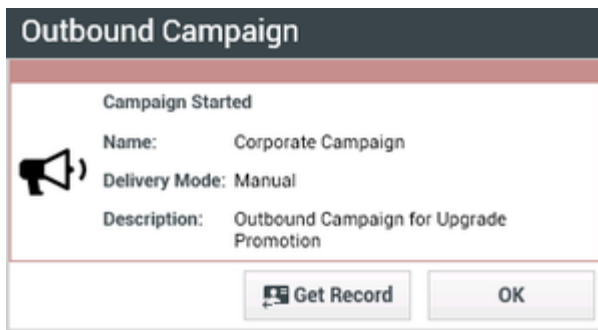 Outbound Campaign
Campaign Started
Name: Corporate Campaign
Delivery Mode: Manual
Description: Outbound Campaign for Upgrade
Promotion
Get Record OK